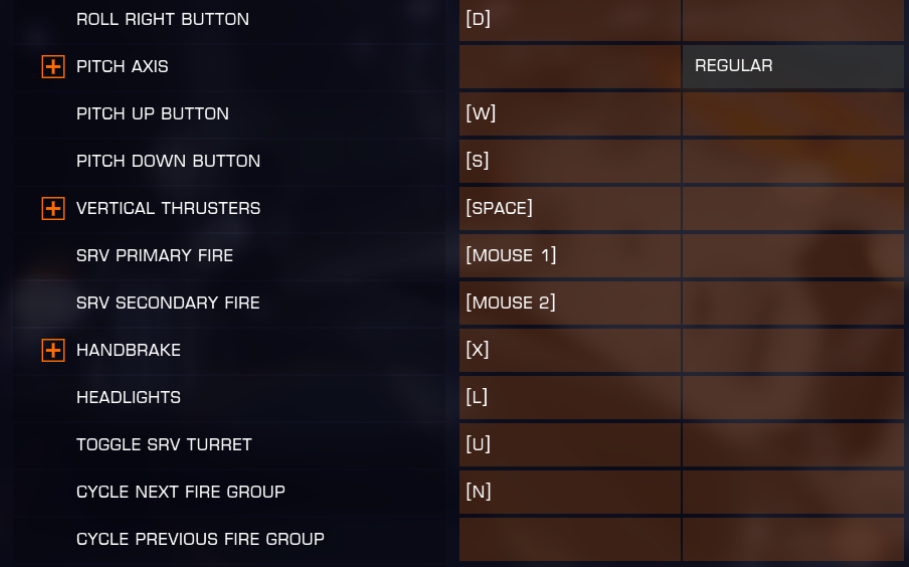 ROLL RIGHT BUTTON [D]
PITCH AXIS REGULAR
PITCH UP BUTTON [W]
PITCH DOWN BUTTON [S]
VERTICAL THRUSTERS [SPACE]
SRV PRIMARY FIRE [MOUSE 1]
SRV SECONDARY FIRE [MOUSE 2]
HANDBRAKE [X]
HEADLIGHTS [L]
TOGGLE SRV TURRET [U]
CYCLE NEXT FIRE GROUP [N]
CYCLE PREVIOUS FIRE GROUP